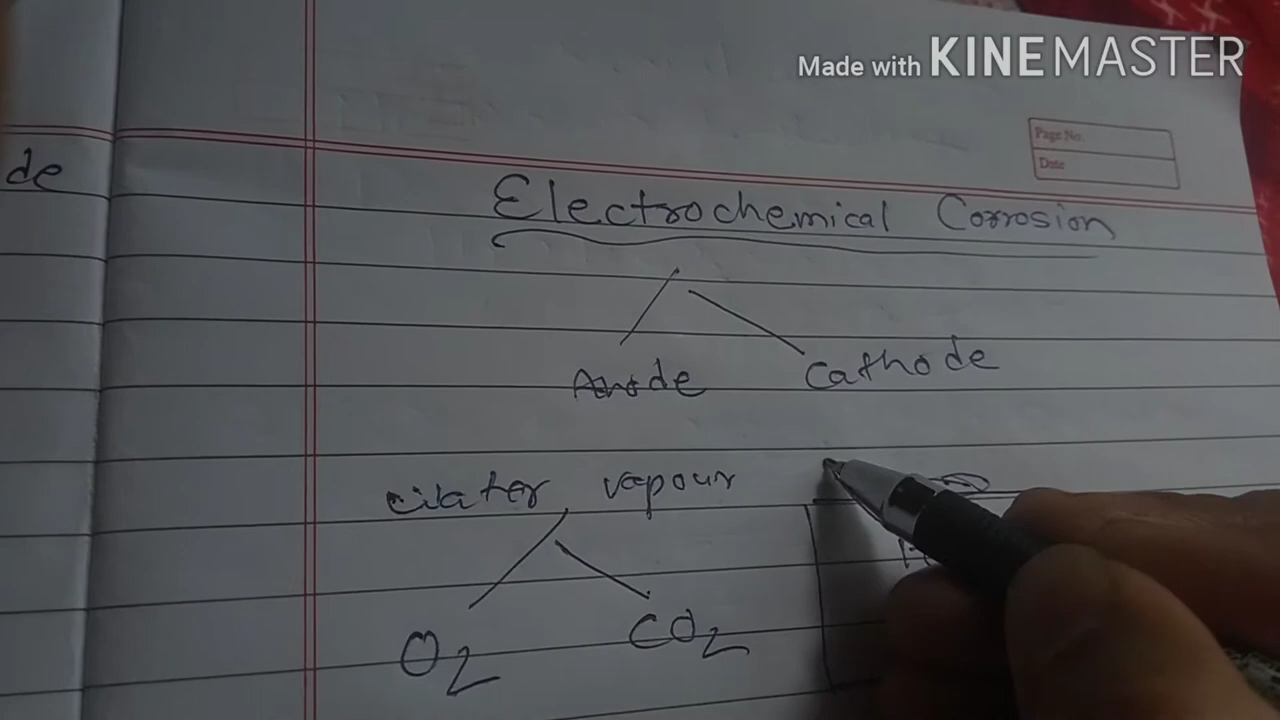 Made with KINEMASTER
Page No.
Date
de
Electrochemical Corrosion
Anode Cathode
water vapour
O2 CO2